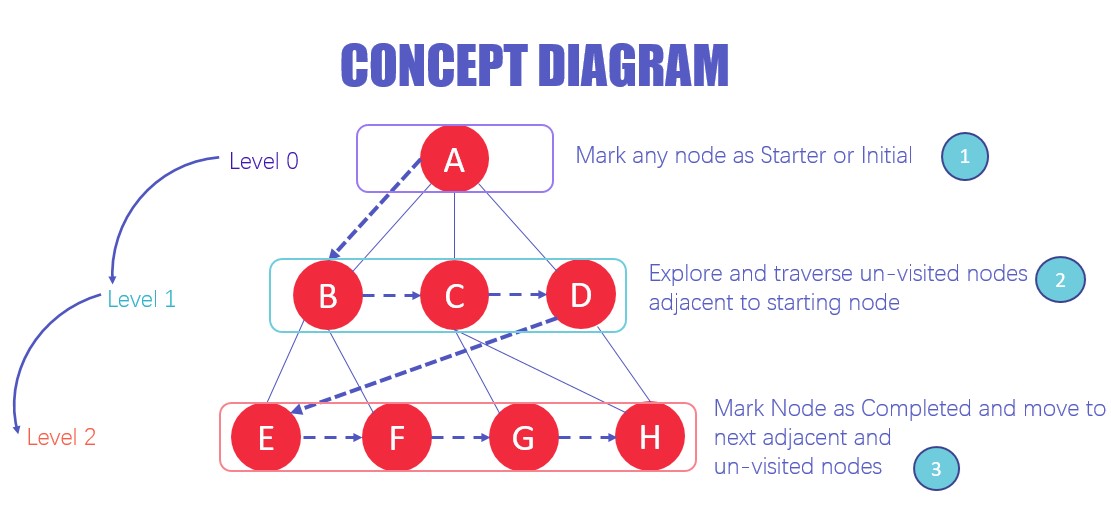 CONCEPT DIAGRAM
Level 0
A
Mark any node as Starter or Initial
1
Level 1
B
C
D
Explore and traverse un-visited nodes
adjacent to starting node
2
Level 2
E
F
G
H
Mark Node as Completed and move to
next adjacent and
un-visited nodes
3